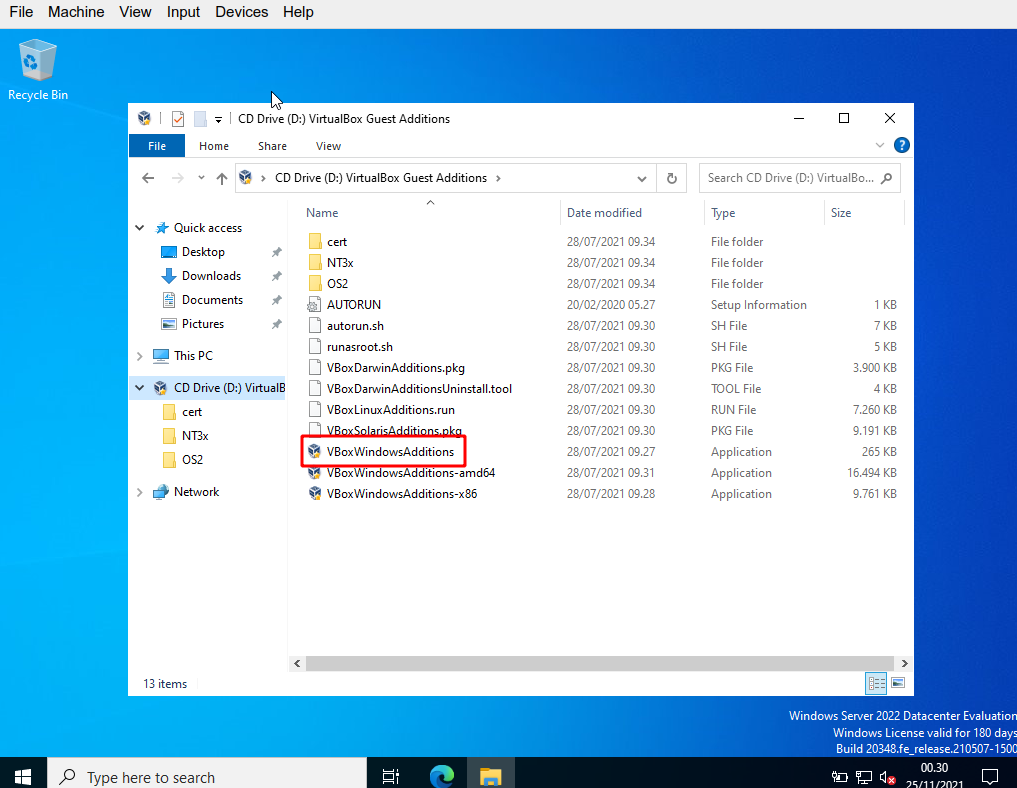 File Machine View Input Devices Help
Recycle Bin
CD Drive (D:) VirtualBox Guest Additions
File Home Share View
CD Drive (D:) VirtualBox Guest Additions
Search CD Drive (D:) VirtualBo...
Name Date modified Type Size
Quick access
Desktop
Downloads
Documents
Pictures
This PC
CD Drive (D:) VirtualB
cert
NT3x
OS2
Network
cert 28/07/2021 09.34 File folder
NT3x 28/07/2021 09.34 File folder
OS2 28/07/2021 09.34 File folder
AUTORUN 20/02/2020 05.27 Setup Information 1 KB
autorun.sh 28/07/2021 09.30 SH File 7 KB
runasroot.sh 28/07/2021 09.30 SH File 5 KB
VBoxDarwinAdditions.pkg 28/07/2021 09.30 PKG File 3.900 KB
VBoxDarwinAdditionsUninstall.tool 28/07/2021 09.30 TOOL File 4 KB
VBoxLinuxAdditions.run 28/07/2021 09.30 RUN File 7.260 KB
VBoxSolarisAdditions.pkg 28/07/2021 09.30 PKG File 9.191 KB
VBoxWindowsAdditions 28/07/2021 09.27 Application 265 KB
VBoxWindowsAdditions-amd64 28/07/2021 09.31 Application 16.494 KB
VBoxWindowsAdditions-x86 28/07/2021 09.28 Application 9.761 KB
13 items
Windows Server 2022 Datacenter Evaluation
Windows License valid for 180 days
Build 20348.fe_release.210507-1500
Type here to search
00.30
25/11/2021